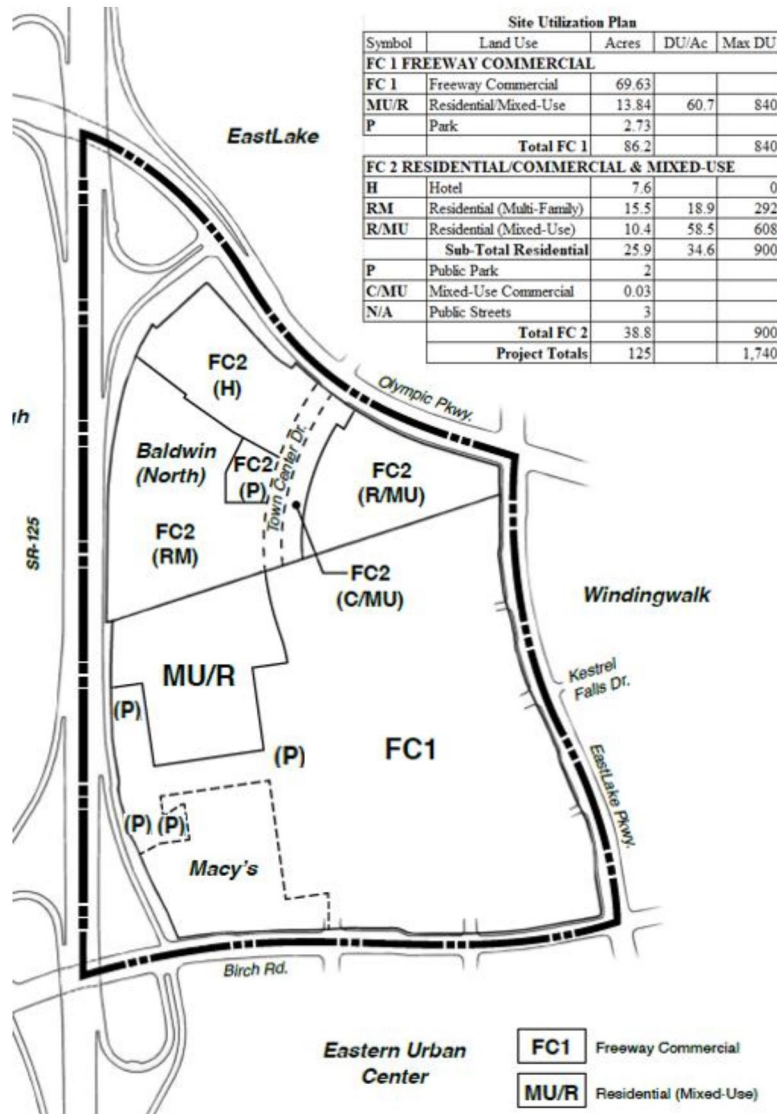 Site Utilization Plan
Symbol Land Use Acres DU/Ac Max DU
FC 1 FREEWAY COMMERCIAL
FC 1 Freeway Commercial 69.63
MU/R Residential/Mixed-Use 13.84 60.7 840
P Park 2.73
Total FC 1 86.2 840
FC 2 RESIDENTIAL/COMMERCIAL & MIXED-USE
H Hotel 7.6 0
RM Residential (Multi-Family) 15.5 18.9 292
R/MU Residential (Mixed-Use) 10.4 58.5 608
Sub-Total Residential 25.9 34.6 900
P Public Park 2
C/MU Mixed-Use Commercial 0.03
N/A Public Streets 3
Total FC 2 38.8 900
Project Totals 125 1,740
EastLake
Olympic Pkwy.
FC2
(H)
gh
Baldwin
(North)
FC2
(P)
Town Center Dr.
FC2
(R/MU)
SR-125
FC2
(RM)
FC2
(C/MU)
Windingwalk
MU/R
Kestrel
Falls Dr.
(P)
(P)
FC1
EastLake Pkwy.
(P) (P)
Macy's
Birch Rd.
Eastern Urban
Center
FC1 Freeway Commercial
MU/R Residential (Mixed-Use)